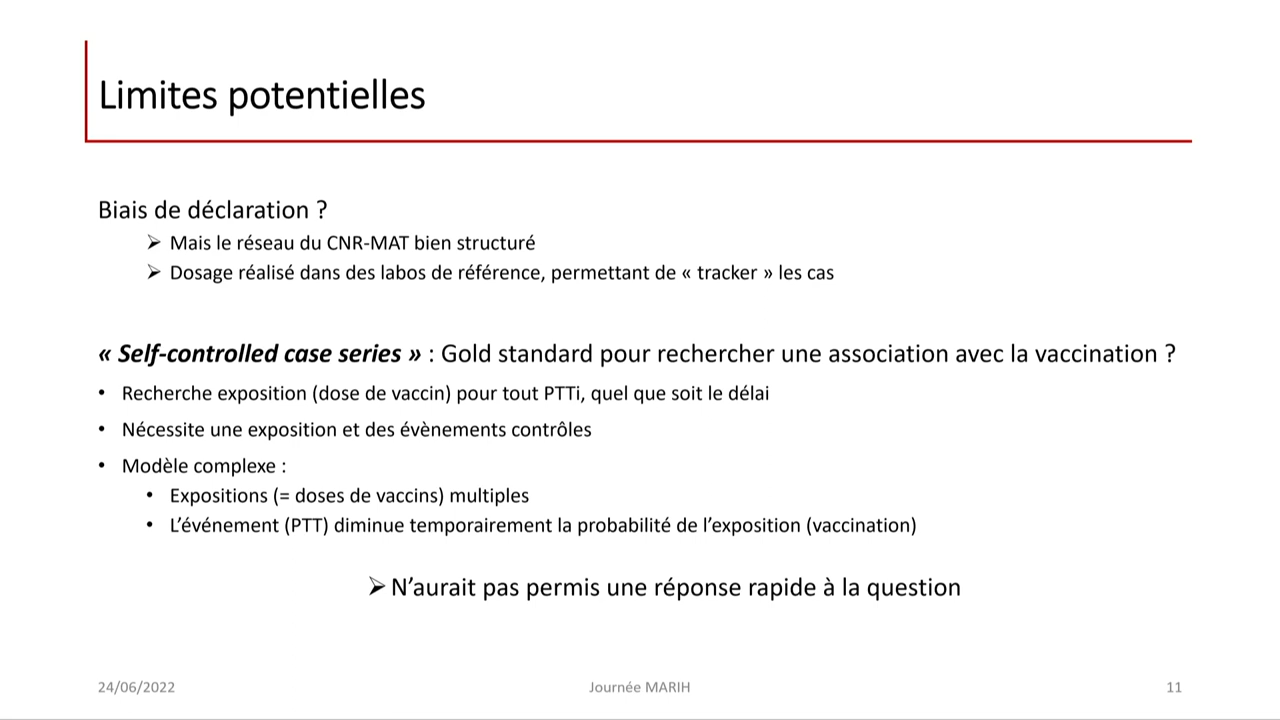 Limites potentielles
Biais de déclaration ?
➢ Mais le réseau du CNR-MAT bien structuré
➢ Dosage réalisé dans des labos de référence, permettant de « tracker » les cas
« Self-controlled case series » : Gold standard pour rechercher une association avec la vaccination ?
• Recherche exposition (dose de vaccin) pour tout PTTi, quel que soit le délai
• Nécessite une exposition et des évènements contrôles
• Modèle complexe :
• Expositions (= doses de vaccins) multiples
• L’événement (PTT) diminue temporairement la probabilité de l’exposition (vaccination)
➢ N’aurait pas permis une réponse rapide à la question
24/06/2022
Journée MARIH
11